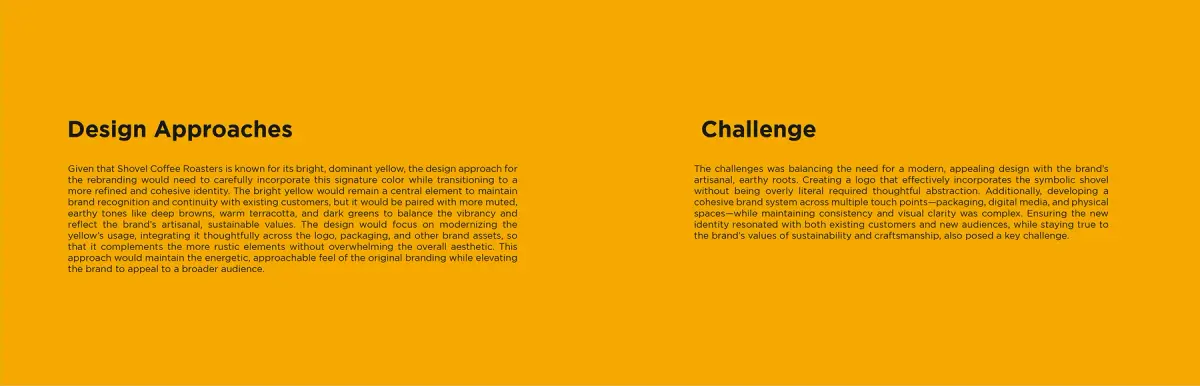 Design Approaches
Given that Shovel Coffee Roasters is known for its bright, dominant yellow, the design approach for
the rebranding would need to carefully incorporate this signature color while transitioning to a
more refined and cohesive identity. The bright yellow would remain a central element to maintain
brand recognition and continuity with existing customers, but it would be paired with more muted,
earthy tones like deep browns, warm terracotta, and dark greens to balance the vibrancy and
reflect the brand's artisanal, sustainable values. The design would focus on modernizing the
yellow's usage, integrating it thoughtfully across the logo, packaging, and other brand assets, so
that it complements the more rustic elements without overwhelming the overall aesthetic. This
approach would maintain the energetic, approachable feel of the original branding while elevating
the brand to appeal to a broader audience.
Challenge
The challenges was balancing the need for a modern, appealing design with the brand's
artisanal, earthy roots. Creating a logo that effectively incorporates the symbolic shovel
without being overly literal required thoughtful abstraction. Additionally, developing a
cohesive brand system across multiple touch points—packaging, digital media, and physical
spaces—while maintaining consistency and visual clarity was complex. Ensuring the new
identity resonated with both existing customers and new audiences, while staying true to
the brand's values of sustainability and craftsmanship, also posed a key challenge.